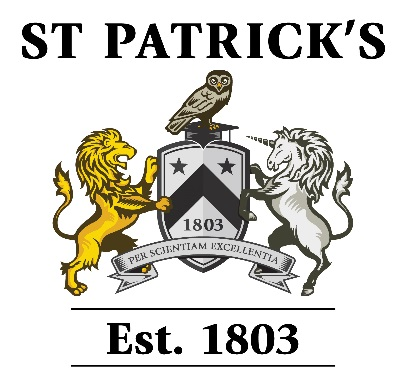 ST PATRICK'S
1803
PER SCIENTIAM EXCELLENTIA
Est. 1803